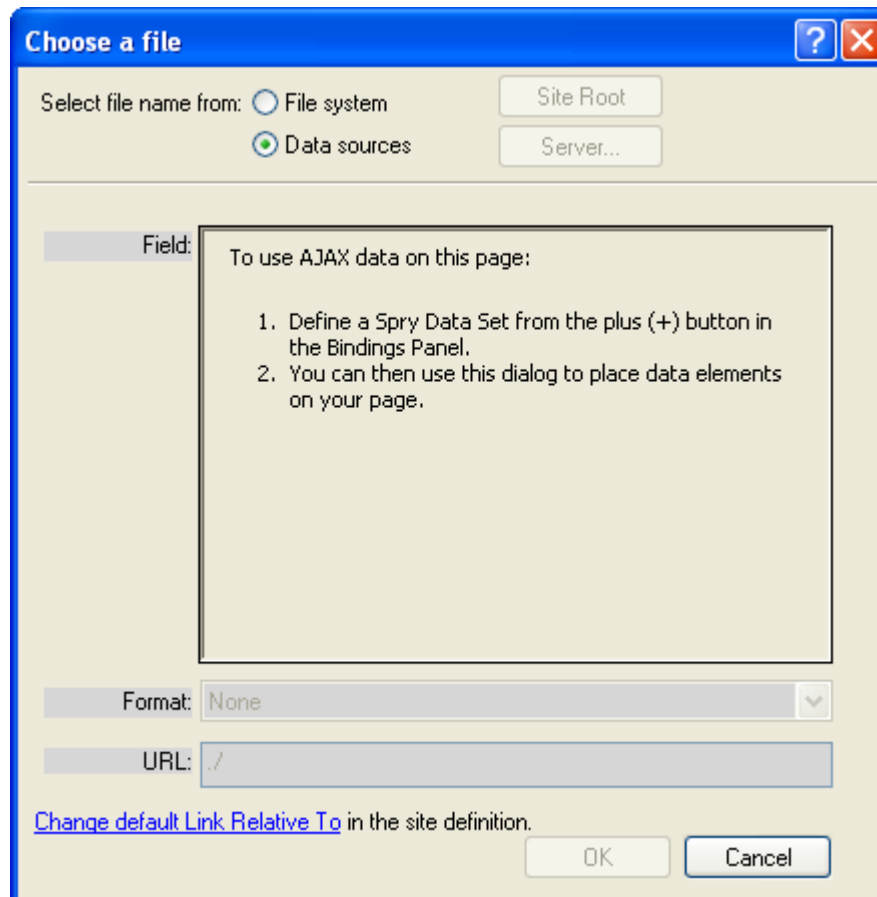 Choose a file
?
Select file name from: File system
Site Root
Data sources
Server...
Field:
To use AJAX data on this page:
1. Define a Spry Data Set from the plus (+) button in
the Bindings Panel.
2. You can then use this dialog to place data elements
on your page.
Format: None
URL: ./
Change default Link Relative To in the site definition.
OK
Cancel